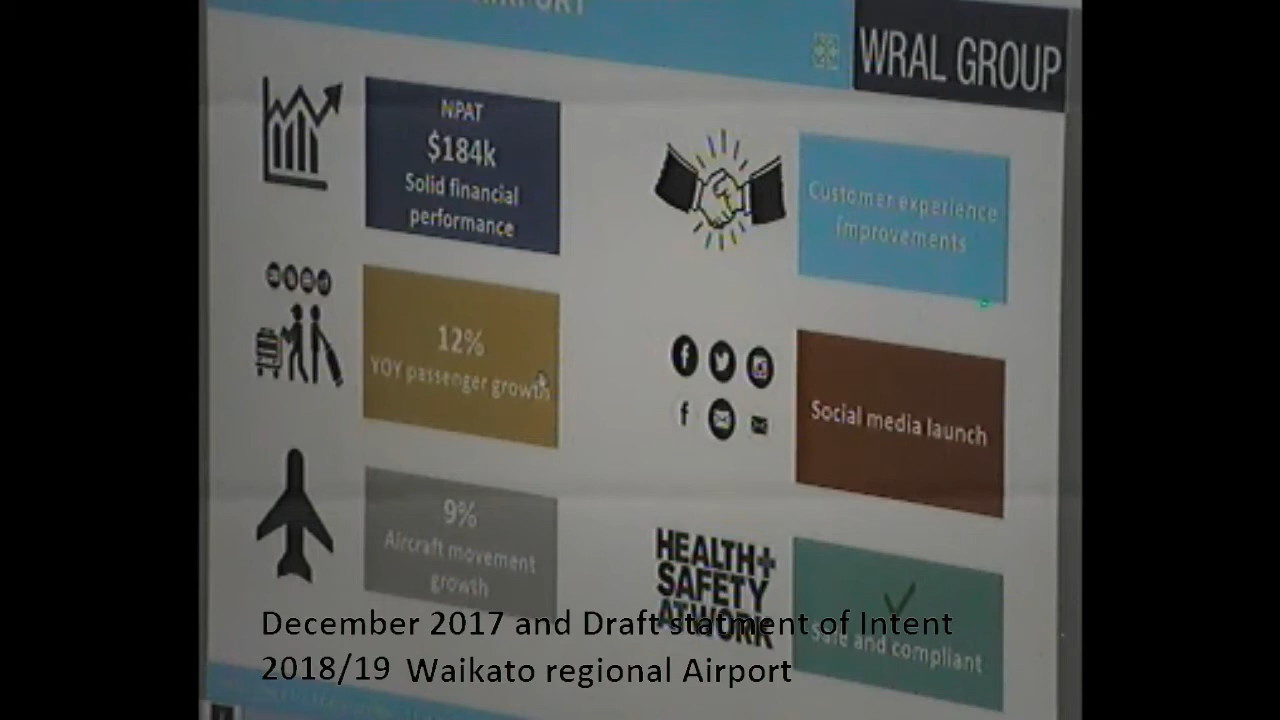 WRAL GROUP
NPAT
$184k
Solid financial
performance
Customer experience
improvements
12%
YOY passenger growth
Social media launch
9%
Aircraft movement
growth
HEALTH+
SAFETY
ATWORK
Safe and compliant
December 2017 and Draft statment of Intent
2018/19 Waikato regional Airport